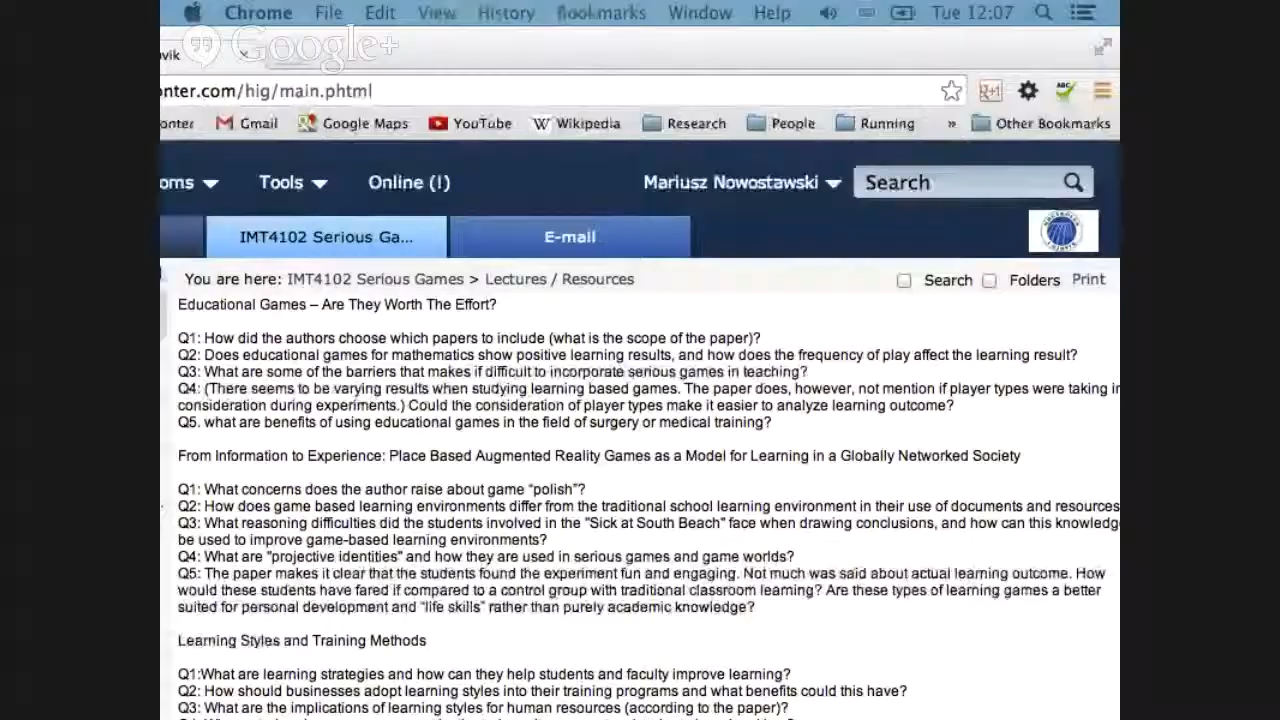 Chrome File Edit View History Bookmarks Window Help Tue 12:07
Google+
avik ×
onter.com/hig/main.phtml
onter Gmail Google Maps YouTube Wikipedia Research People Running » Other Bookmarks
oms Tools Online (!) Mariusz Nowostawski Search
IMT4102 Serious Ga... E-mail
You are here: IMT4102 Serious Games > Lectures / Resources Search Folders Print
Educational Games – Are They Worth The Effort?
Q1: How did the authors choose which papers to include (what is the scope of the paper)?
Q2: Does educational games for mathematics show positive learning results, and how does the frequency of play affect the learning result?
Q3: What are some of the barriers that makes if difficult to incorporate serious games in teaching?
Q4: (There seems to be varying results when studying learning based games. The paper does, however, not mention if player types were taking in
consideration during experiments.) Could the consideration of player types make it easier to analyze learning outcome?
Q5. what are benefits of using educational games in the field of surgery or medical training?
From Information to Experience: Place Based Augmented Reality Games as a Model for Learning in a Globally Networked Society
Q1: What concerns does the author raise about game “polish”?
Q2: How does game based learning environments differ from the traditional school learning environment in their use of documents and resources
Q3: What reasoning difficulties did the students involved in the "Sick at South Beach" face when drawing conclusions, and how can this knowledg
be used to improve game-based learning environments?
Q4: What are "projective identities" and how they are used in serious games and game worlds?
Q5: The paper makes it clear that the students found the experiment fun and engaging. Not much was said about actual learning outcome. How
would these students have fared if compared to a control group with traditional classroom learning? Are these types of learning games a better
suited for personal development and “life skills” rather than purely academic knowledge?
Learning Styles and Training Methods
Q1:What are learning strategies and how can they help students and faculty improve learning?
Q2: How should businesses adopt learning styles into their training programs and what benefits could this have?
Q3: What are the implications of learning styles for human resources (according to the paper)?